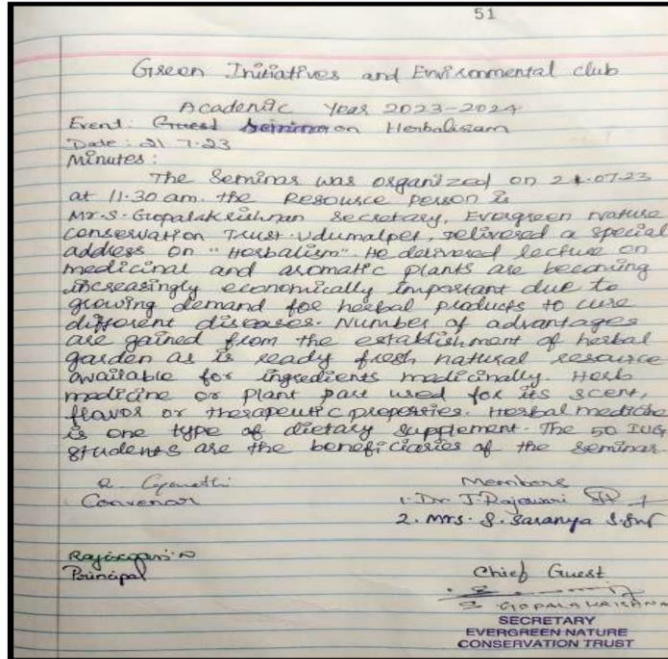 51
Green Initiatives and Environmental club
Academic Year 2023-2024
Event: Guest Seminar on Herbalisam
Date: 21.7.23
Minutes:
The Seminar was organized on 21.07.23
at 11.30 am. the Resource person is
Mr. S. Gopalakrishnan Secretary, Evergreen Nature
Conservation Trust. Udumalpet, delivered a special
address on "Herbalism". He delivered lecture on
medicinal and aromatic plants are becoming
increasingly economically important due to
growing demand for herbal products to cure
different diseases. Number of advantages
are gained from the establishment of herbal
garden as is ready fresh natural resource
available for ingredients medicinally. Herb
medicine or plant part used for its scent,
flavor or therapeutic properties. Herbal medicine
is one type of dietary supplement. The 50 IUG
students are the beneficiaries of the seminar.
Convenor
Members
1. Dr. J. Rajeswari
2. Mrs. S. Saranya
Principal
Chief Guest
S GOPALAKRISHNAN
SECRETARY
EVERGREEN NATURE
CONSERVATION TRUST